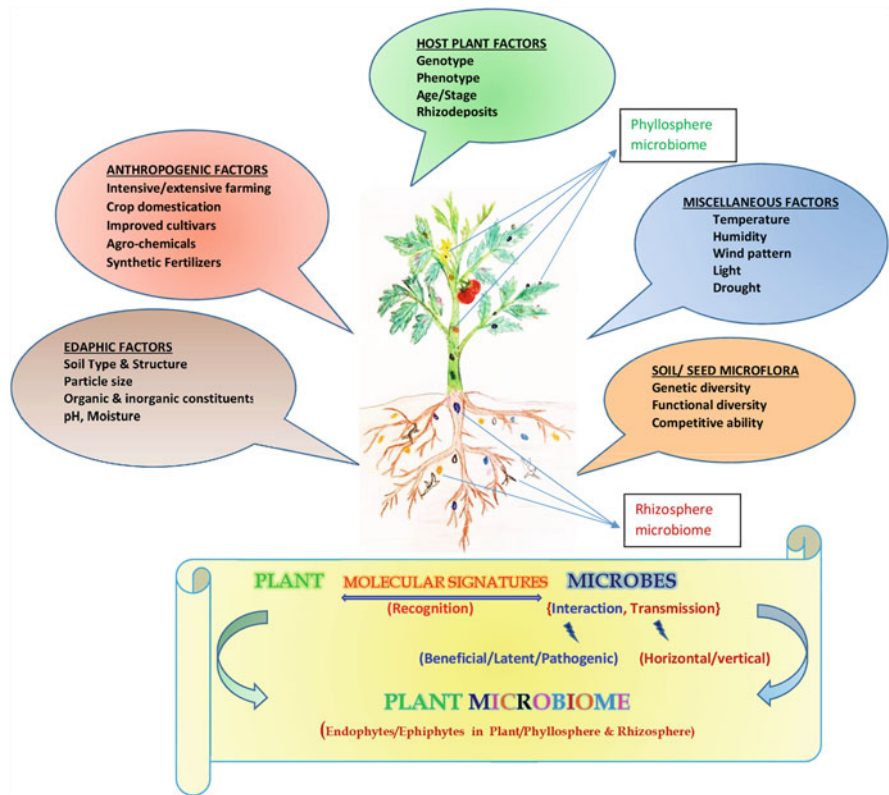 HOST PLANT FACTORS
Genotype
Phenotype
Age/Stage
Rhizodeposits
Phyllosphere
microbiome
ANTHROPOGENIC FACTORS
Intensive/extensive farming
Crop domestication
Improved cultivars
Agro-chemicals
Synthetic Fertilizers
MISCELLANEOUS FACTORS
Temperature
Humidity
Wind pattern
Light
Drought
EDAPHIC FACTORS
Soil Type & Structure
Particle size
Organic & inorganic constituents
pH, Moisture
SOIL/ SEED MICROFLORA
Genetic diversity
Functional diversity
Competitive ability
Rhizosphere
microbiome
PLANT MOLECULAR SIGNATURES MICROBES
(Recognition) {Interaction, Transmission}
(Beneficial/Latent/Pathogenic) (Horizontal/vertical)
PLANT MICROBIOME
(Endophytes/Ephiphytes in Plant/Phyllosphere & Rhizosphere)